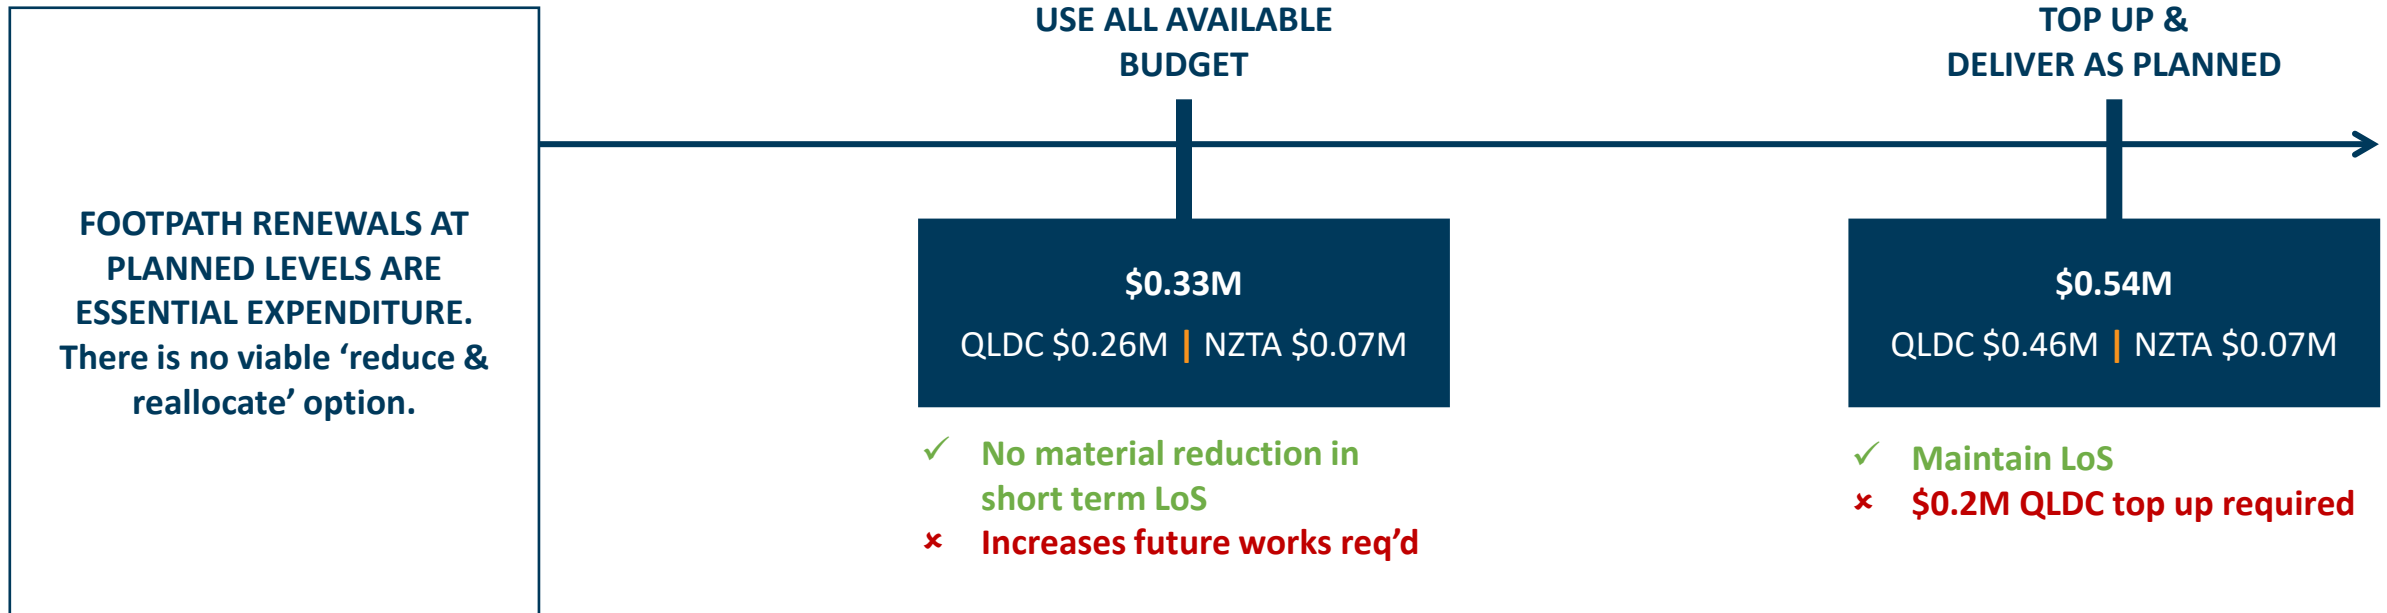 FOOTPATH RENEWALS AT
PLANNED LEVELS ARE
ESSENTIAL EXPENDITURE.
There is no viable ‘reduce &
reallocate’ option.
USE ALL AVAILABLE
BUDGET
$0.33M
QLDC $0.26M | NZTA $0.07M
✓ No material reduction in
short term LoS
× Increases future works req’d
TOP UP &
DELIVER AS PLANNED
$0.54M
QLDC $0.46M | NZTA $0.07M
✓ Maintain LoS
× $0.2M QLDC top up required